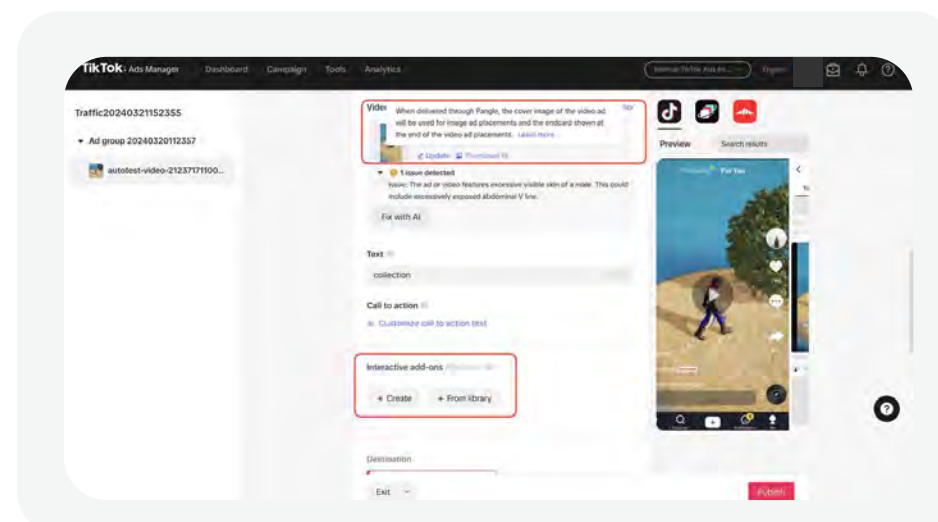 TikTok: Ads Manager Dashboard Campaign Tools Analytics
Traffic20240321152355
Ad group 20240320112357
autotest-video-21237171100...
Video
When delivered through Pangle, the cover image of the video ad
will be used for image ad placements and the endcard shown at
the end of the video ad placements. Learn more
Update Thumbnail
1 issue detected
Issue: The ad or video features excessive visible skin of a male. This could
include excessively exposed abdominal V line.
Fix with AI
Text
collection
Call to action
Customize call to action text
Interactive add-ons
+ Create + From library
Destination
Exit
Preview Search results
For You
Publish